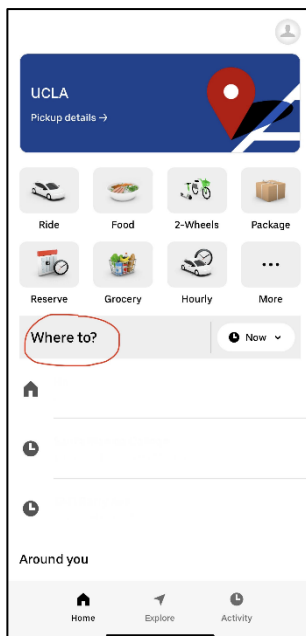 UCLA
Pickup details →
Ride Food 2-Wheels Package
Reserve Grocery Hourly More
Where to? Now
Around you
Home Explore Activity